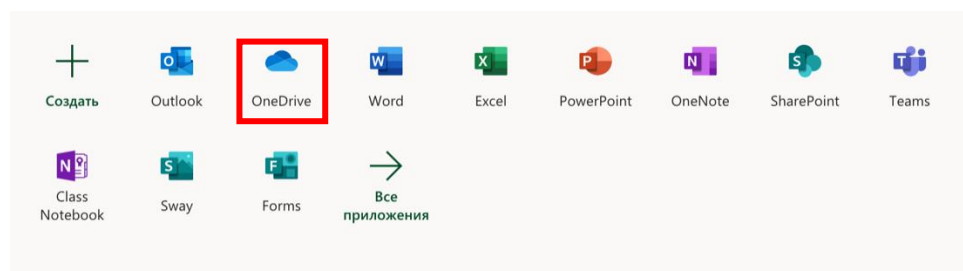 Создать
Outlook
OneDrive
Word
Excel
PowerPoint
OneNote
SharePoint
Teams
Class
Notebook
Sway
Forms
Все
приложения